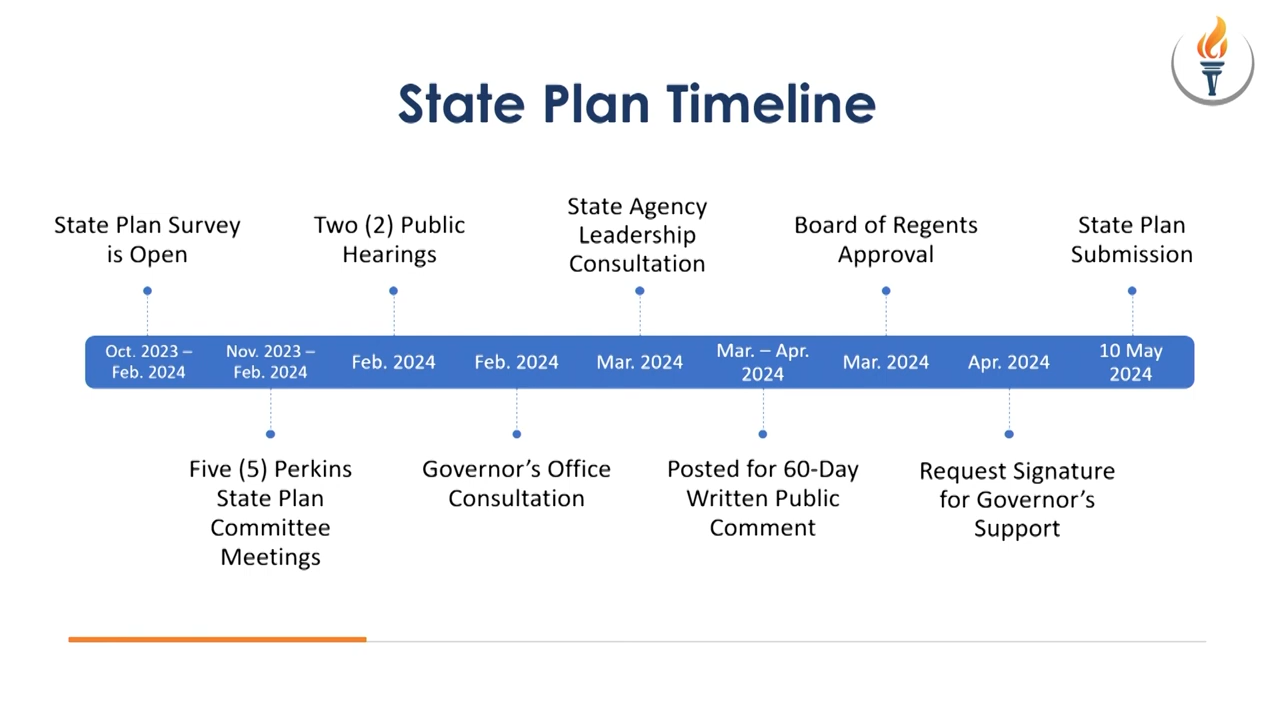 State Plan Timeline
State Plan Survey
is Open
Two (2) Public
Hearings
State Agency
Leadership
Consultation
Board of Regents
Approval
State Plan
Submission
Oct. 2023 –
Feb. 2024
Nov. 2023 –
Feb. 2024
Feb. 2024
Feb. 2024
Mar. 2024
Mar. – Apr.
2024
Mar. 2024
Apr. 2024
10 May
2024
Five (5) Perkins
State Plan
Committee
Meetings
Governor’s Office
Consultation
Posted for 60-Day
Written Public
Comment
Request Signature
for Governor’s
Support